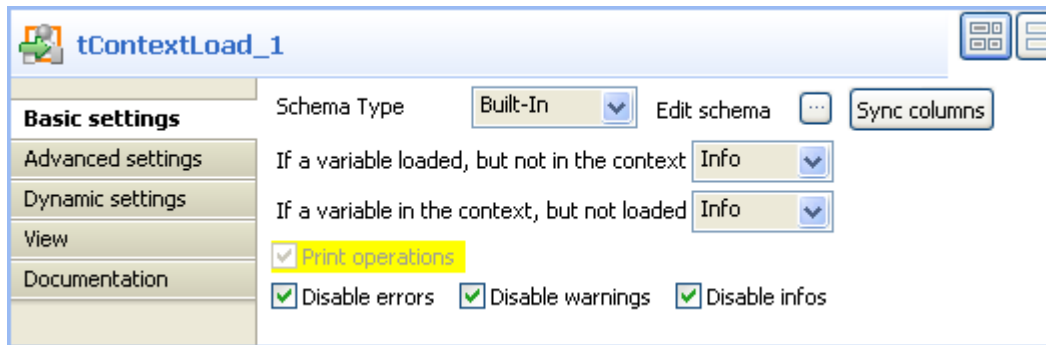 tContextLoad_1
Basic settings
Advanced settings
Dynamic settings
View
Documentation
Schema Type Built-In Edit schema ... Sync columns
If a variable loaded, but not in the context Info
If a variable in the context, but not loaded Info
Print operations
Disable errors Disable warnings Disable infos